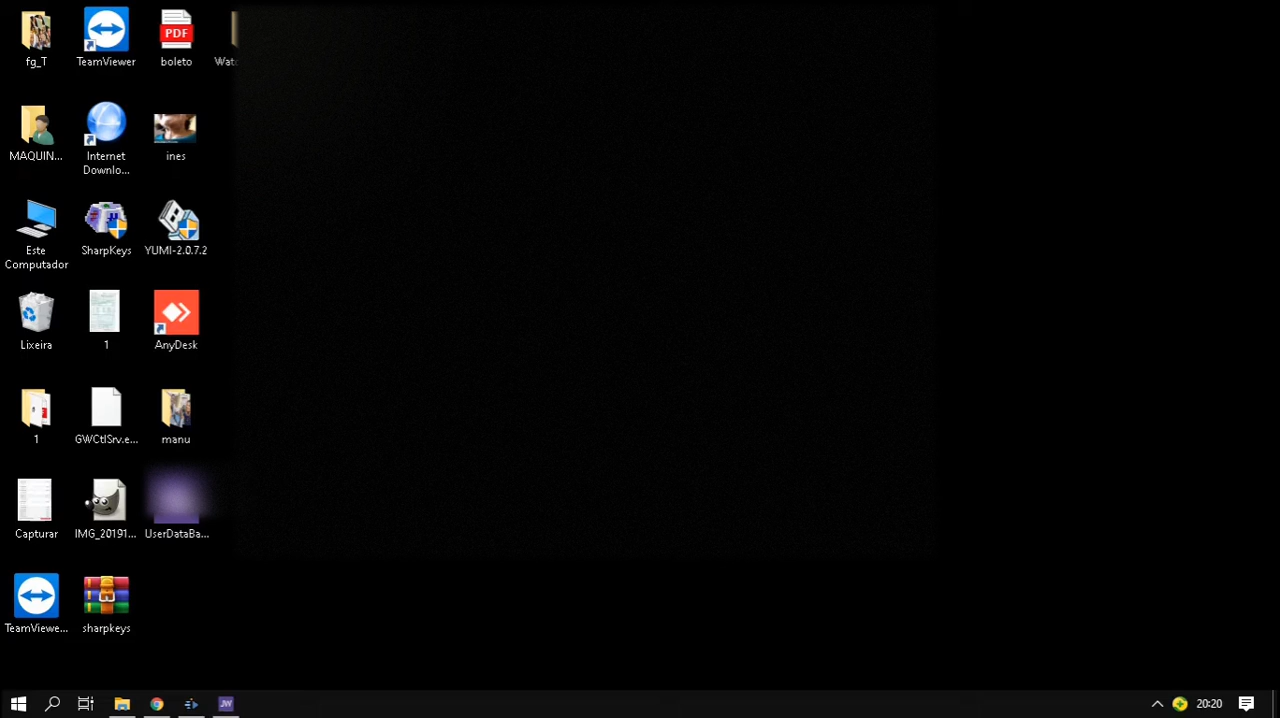 fg_T
TeamViewer
PDF
boleto
MAQUIN...
Internet
Downlo...
ines
Este
Computador
SharpKeys
YUMI-2.0.7.2
Lixeira
1
AnyDesk
1
GWCtlSrv.e...
manu
Capturar
IMG_20191...
UserDataBa...
TeamViewe...
sharpkeys
JW
20:20